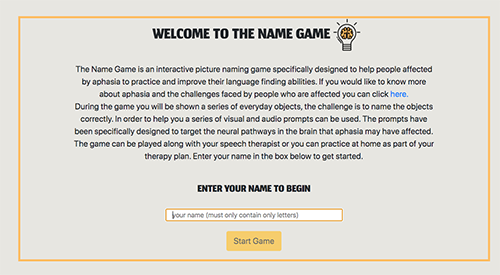 WELCOME TO THE NAME GAME
The Name Game is an interactive picture naming game specifically designed to help people affected
by aphasia to practice and improve their language finding abilities. If you would like to know more
about aphasia and the challenges faced by people who are affected you can click here.
During the game you will be shown a series of everyday objects, the challenge is to name the objects
correctly. In order to help you a series of visual and audio prompts can be used. The prompts have
been specifically designed to target the neural pathways in the brain that aphasia may have affected.
The game can be played along with your speech therapist or you can practice at home as part of your
therapy plan. Enter your name in the box below to get started.
ENTER YOUR NAME TO BEGIN
your name (must only contain only letters)
Start Game